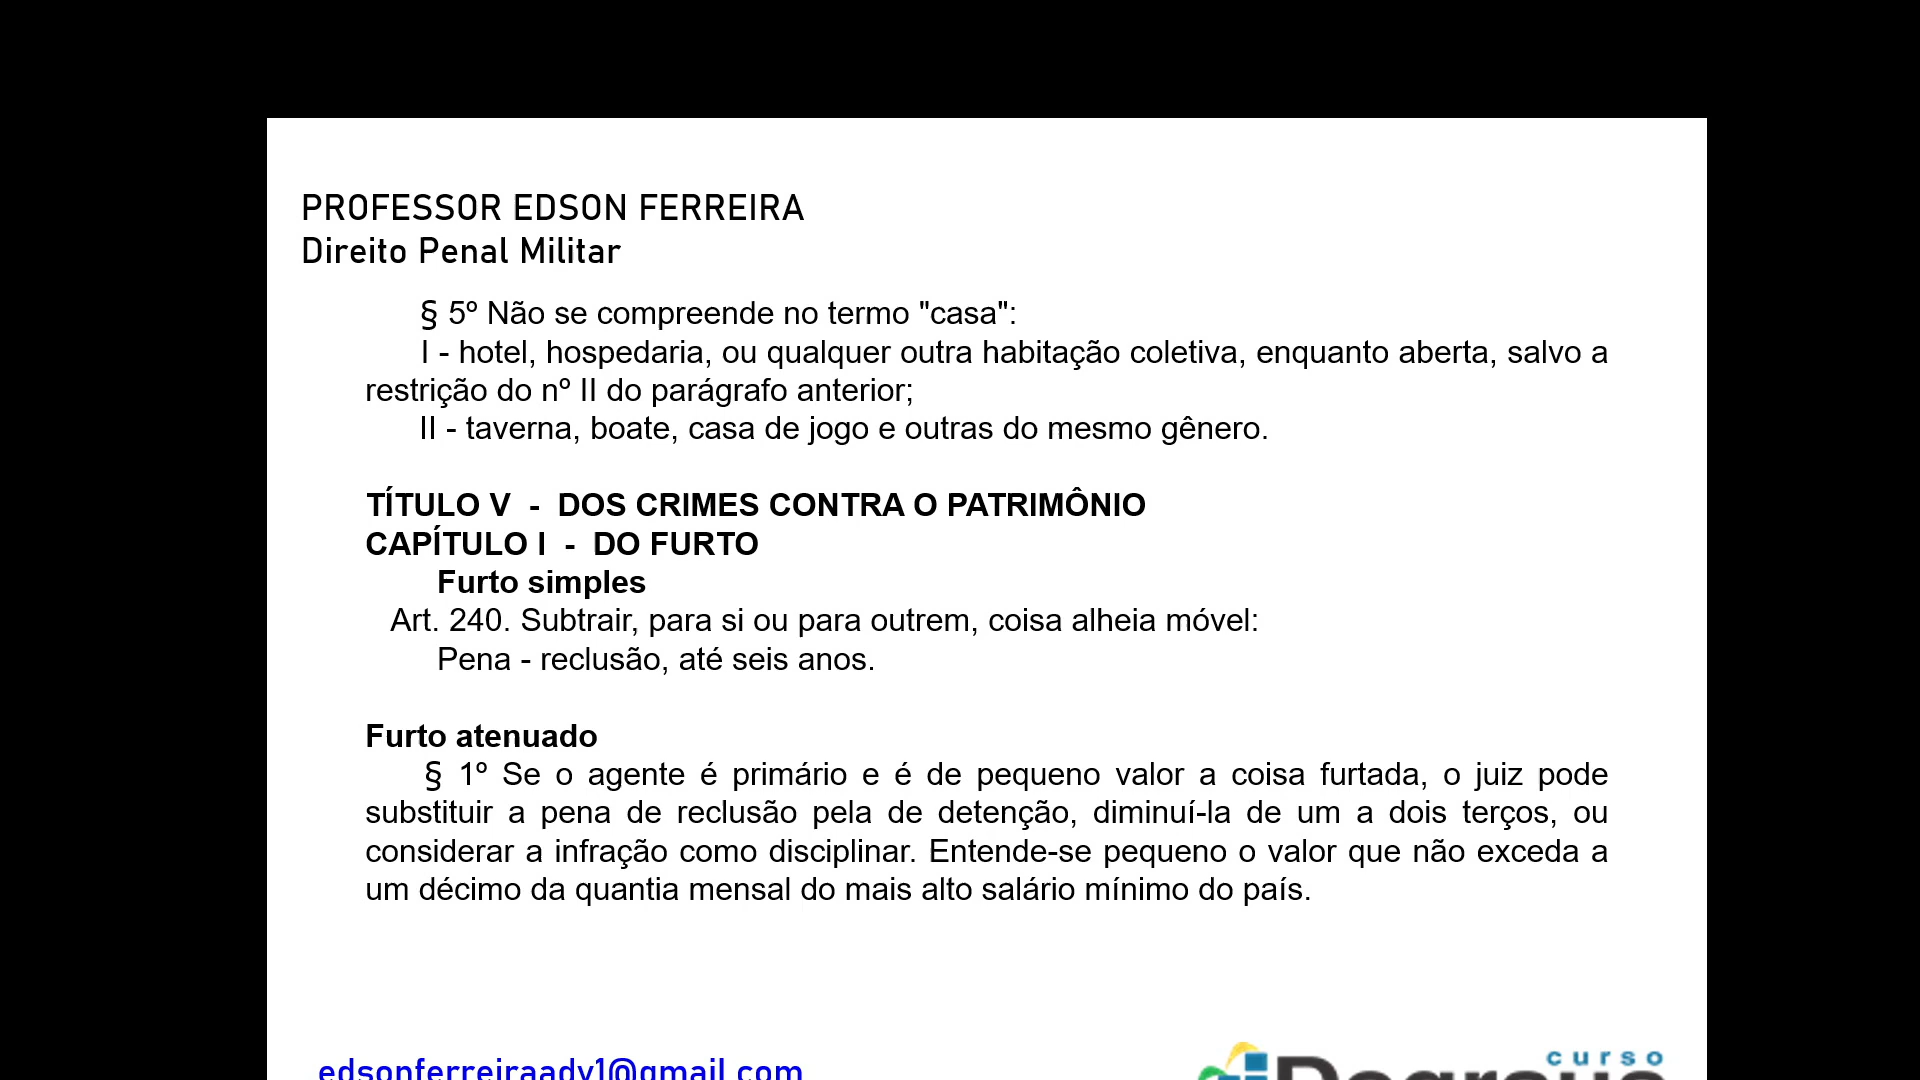 PROFESSOR EDSON FERREIRA
Direito Penal Militar
§ 5º Não se compreende no termo "casa":
I - hotel, hospedaria, ou qualquer outra habitação coletiva, enquanto aberta, salvo a
restrição do nº II do parágrafo anterior;
II - taverna, boate, casa de jogo e outras do mesmo gênero.
TÍTULO V - DOS CRIMES CONTRA O PATRIMÔNIO
CAPÍTULO I - DO FURTO
Furto simples
Art. 240. Subtrair, para si ou para outrem, coisa alheia móvel:
Pena - reclusão, até seis anos.
Furto atenuado
§ 1º Se o agente é primário e é de pequeno valor a coisa furtada, o juiz pode
substituir a pena de reclusão pela de detenção, diminuí-la de um a dois terços, ou
considerar a infração como disciplinar. Entende-se pequeno o valor que não exceda a
um décimo da quantia mensal do mais alto salário mínimo do país.
edsonferreiraadv1@gmail.com
curso
Degraus